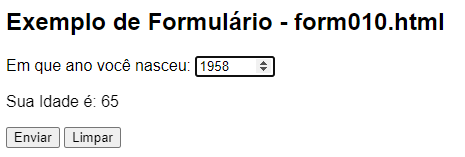 Exemplo de Formulário - form010.html
Em que ano você nasceu: 1958
Sua Idade é: 65
Enviar Limpar